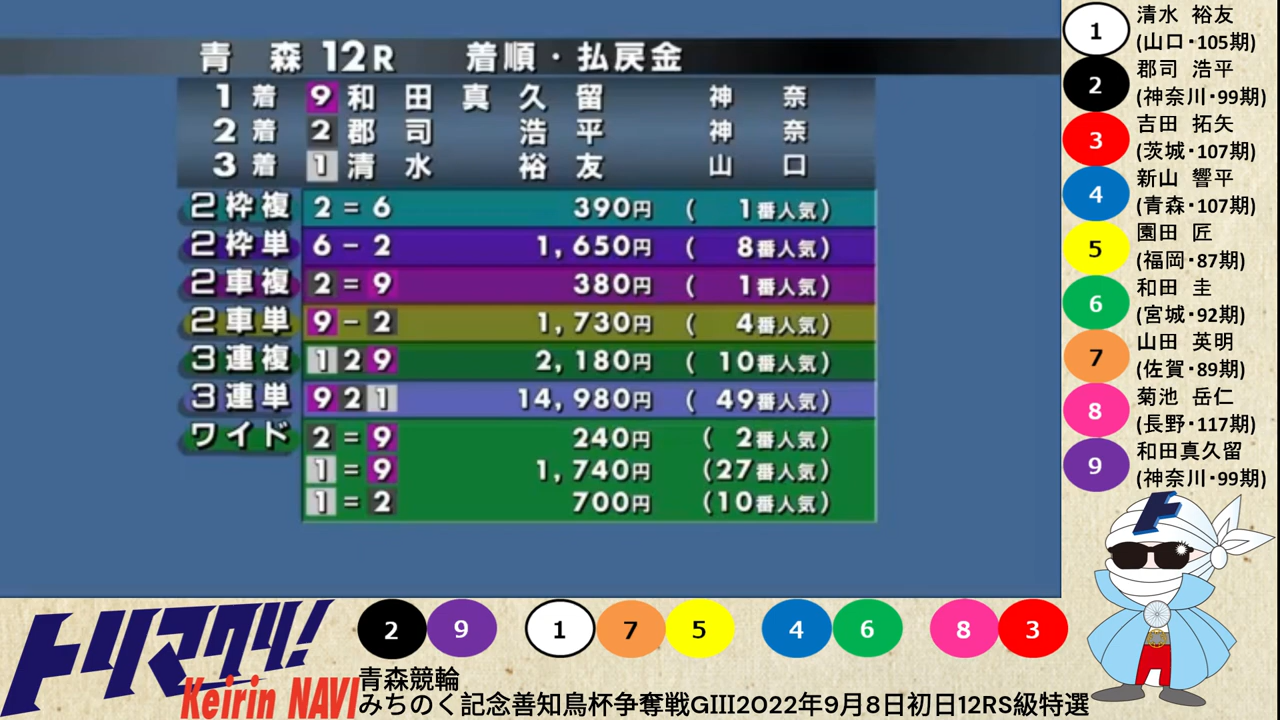 青森 12R 着順・払戻金
1着 9 和田真久留 神奈
2着 2 郡司浩平 神奈
3着 1 清水裕友 山口
2枠複 2=6 390円 (1番人気)
2枠単 6-2 1,650円 (8番人気)
2車複 2=9 380円 (1番人気)
2車単 9-2 1,730円 (4番人気)
3連複 1 2 9 2,180円 (10番人気)
3連単 9 2 1 14,980円 (49番人気)
ワイド 2=9 240円 (2番人気)
1=9 1,740円 (27番人気)
1=2 700円 (10番人気)
1 清水 裕友
(山口・105期)
2 郡司 浩平
(神奈川・99期)
3 吉田 拓矢
(茨城・107期)
4 新山 響平
(青森・107期)
5 園田 匠
(福岡・87期)
6 和田 圭
(宮城・92期)
7 山田 英明
(佐賀・89期)
8 菊池 岳仁
(長野・117期)
9 和田真久留
(神奈川・99期)
ト
トリマクリ!
Keirin NAVI
2 9 1 7 5 4 6 8 3
青森競輪
みちのく記念善知鳥杯争奪戦GIII2022年9月8日初日12RS級特選